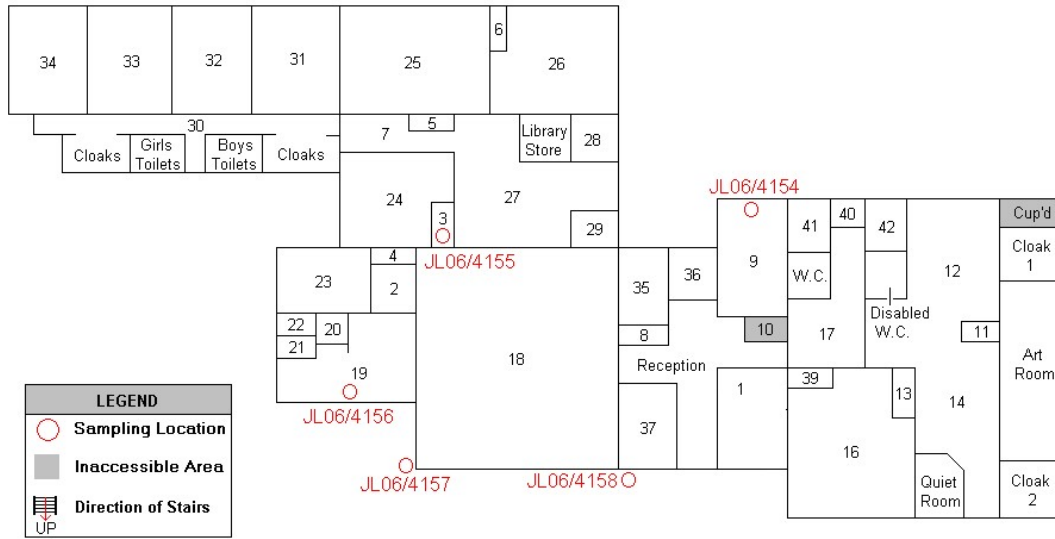 6
34
33
32
31
25
26
30
7
5
Library
Store
28
Cloaks
Girls
Toilets
Boys
Toilets
Cloaks
24
3
27
29
JL06/4154
JL06/4155
41
40
42
Cup'd
Cloak
1
9
12
W.C.
4
23
2
35
36
22
20
21
8
10
17
Disabled
W.C.
11
18
Reception
19
Art
Room
JL06/4156
1
39
13
14
37
16
JL06/4157
JL06/4158
Quiet
Room
Cloak
2
LEGEND
Sampling Location
Inaccessible Area
Direction of Stairs
UP